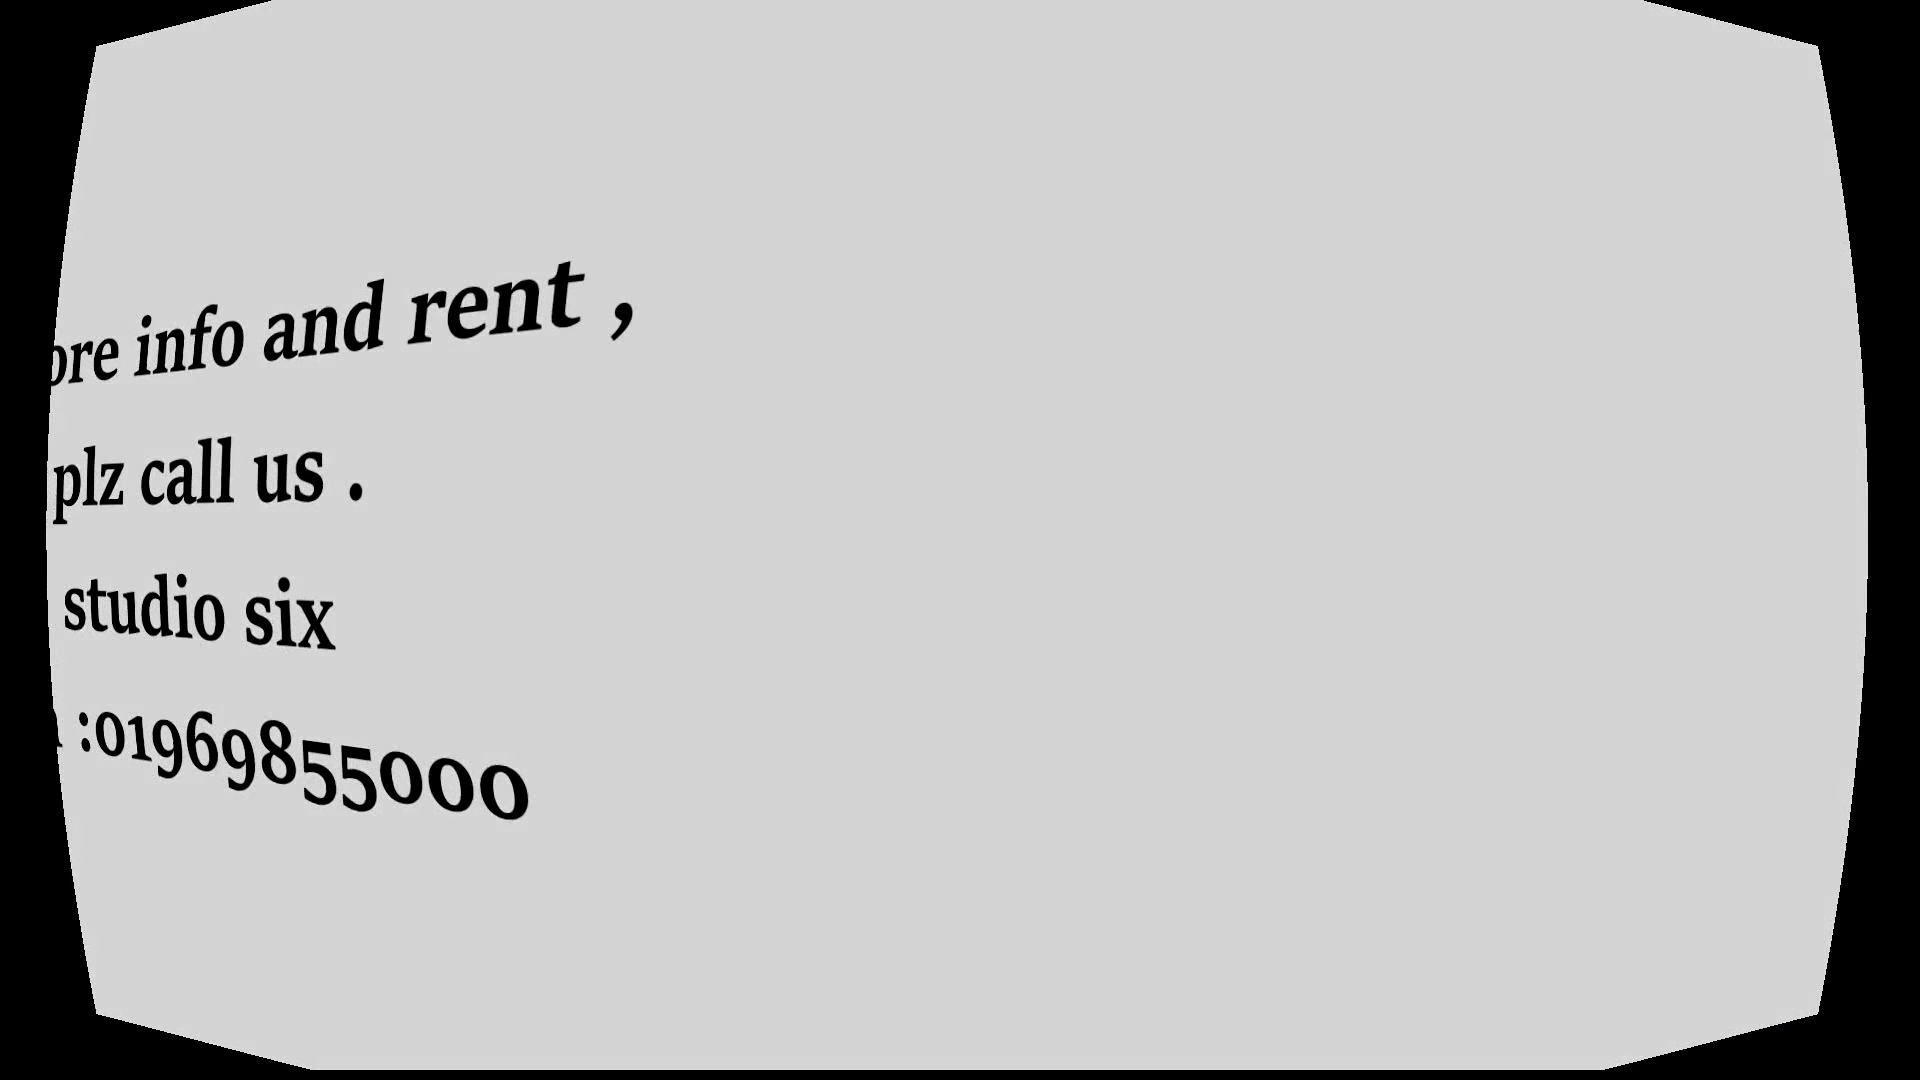 ore info and rent ,
plz call us .
studio six
:01969855000